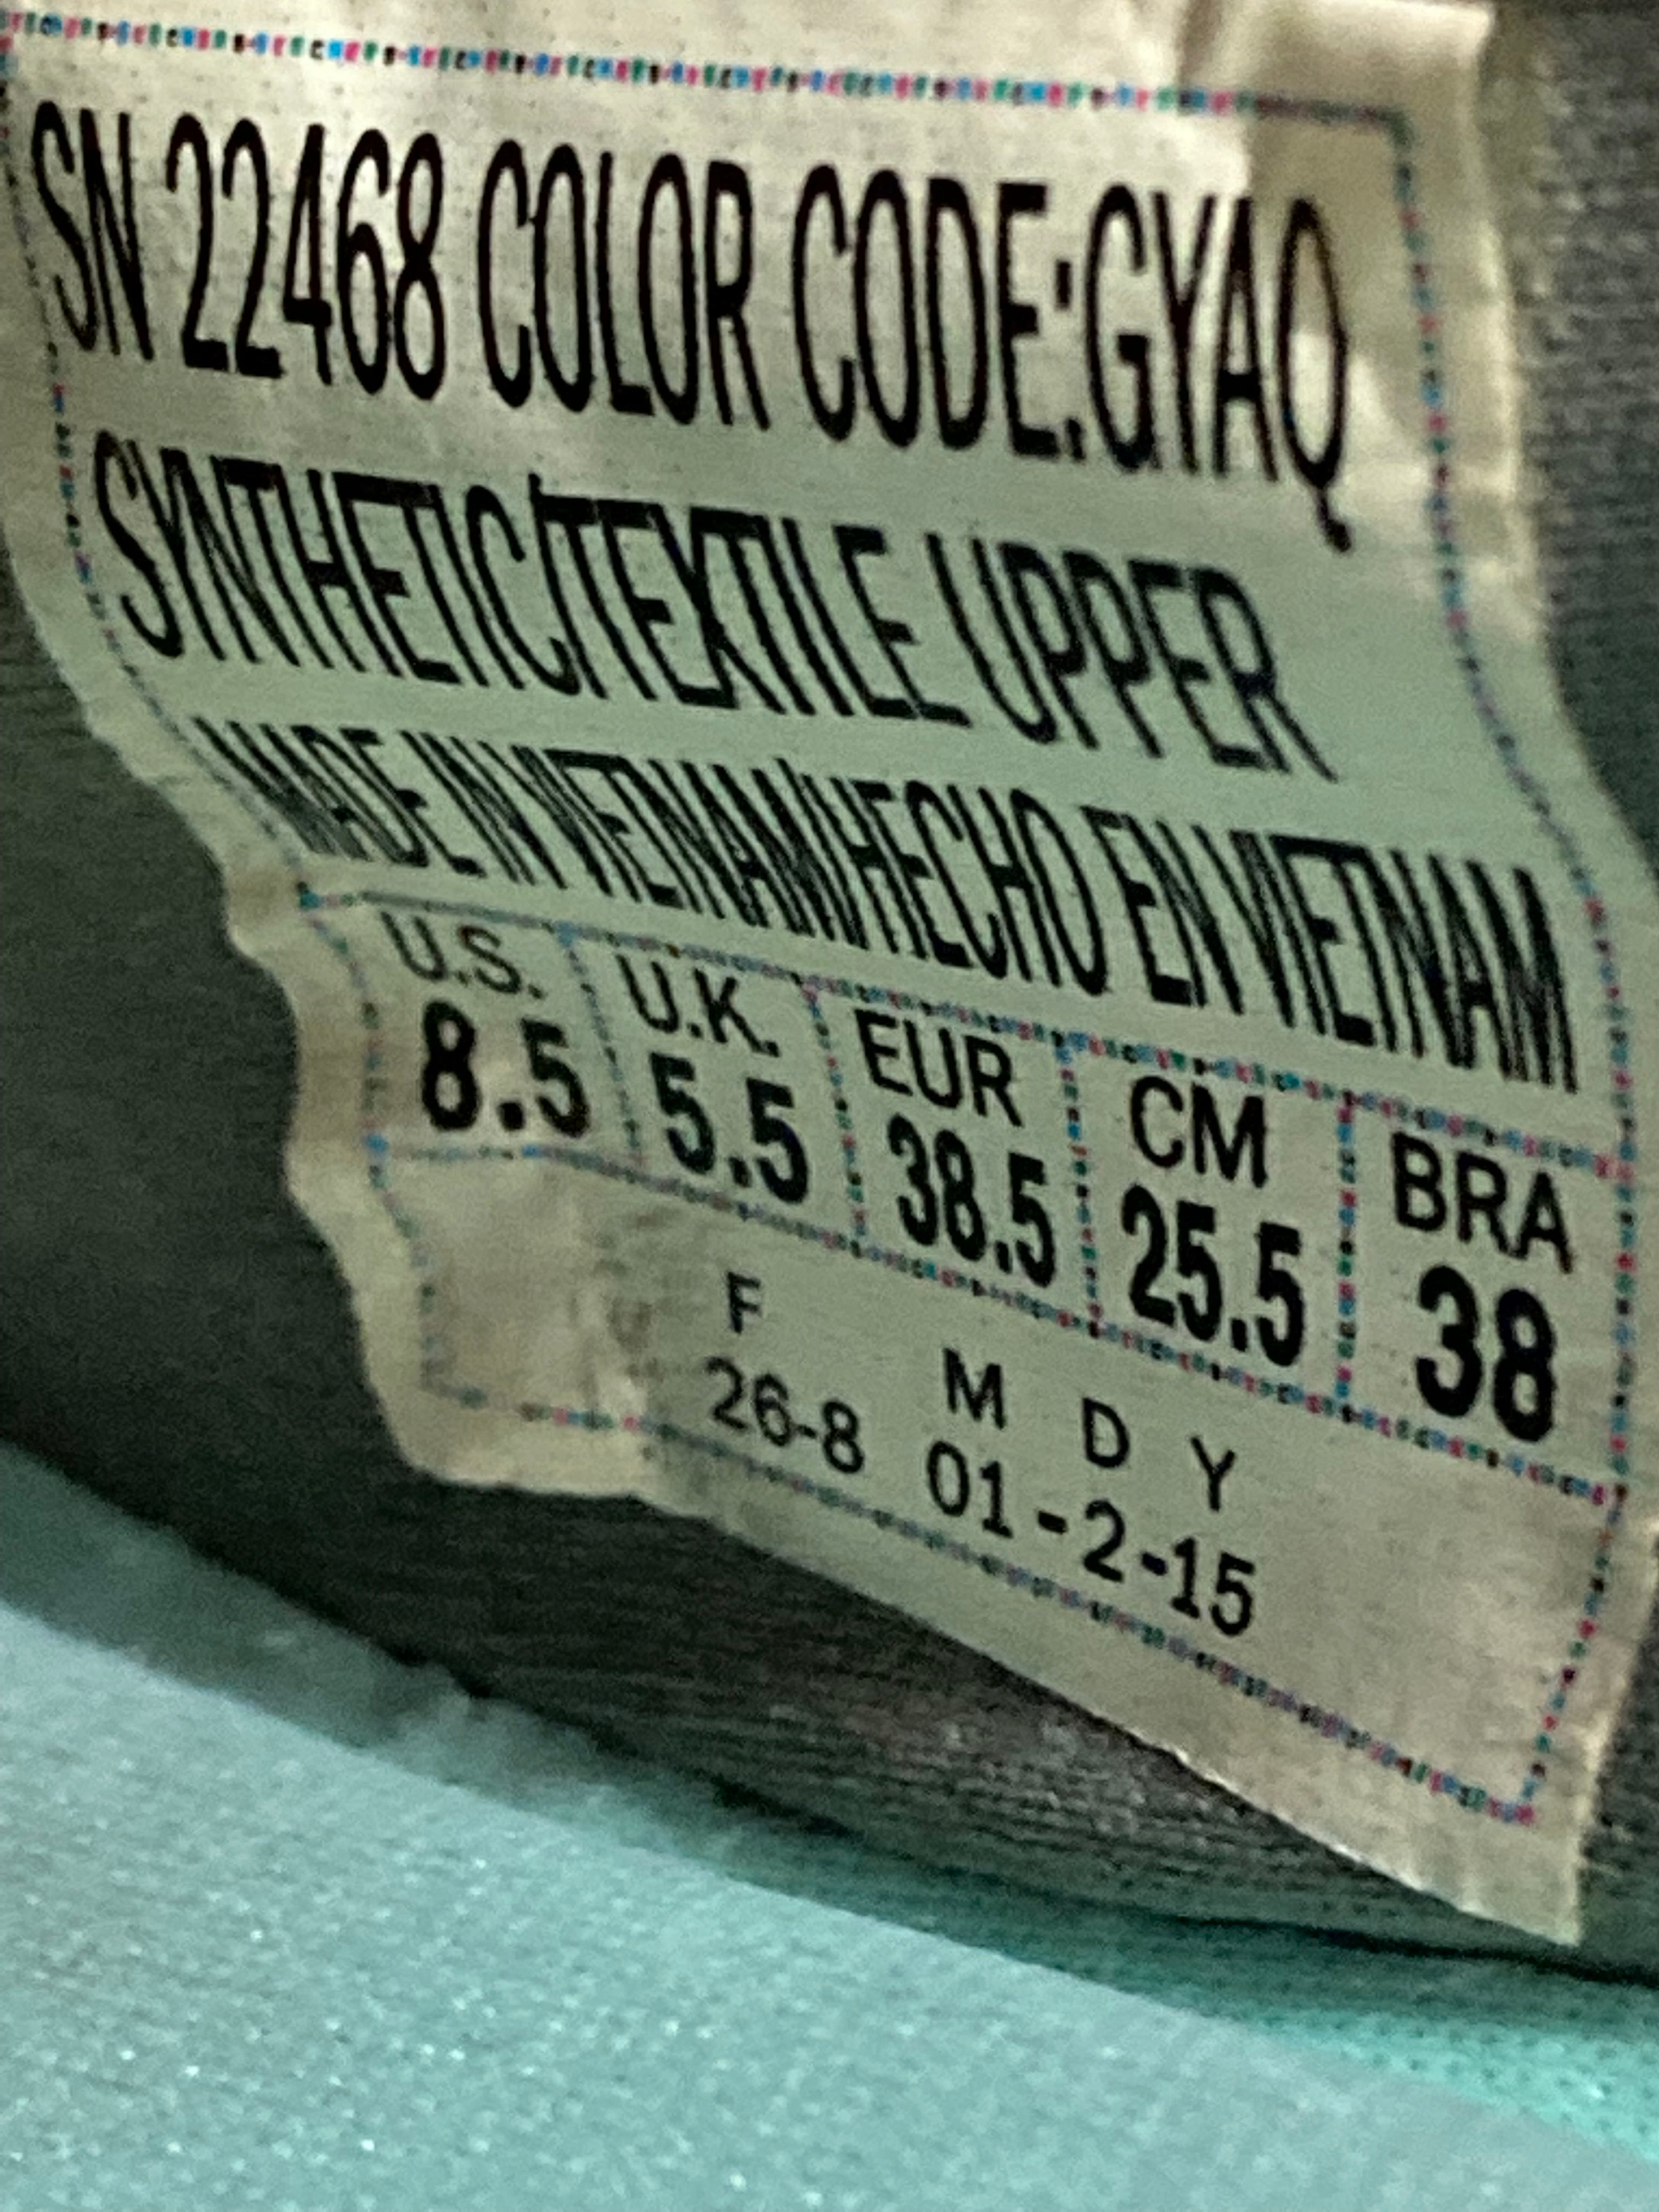 SN 22468 COLOR CODE:GYAQ
SYNTHETIC/TEXTILE UPPER
MADE IN VIETNAM/HECHO EN VIETNAM
U.S. U.K. EUR CM BRA
8.5 5.5 38.5 25.5 38
F M D Y
26-8 01-2-15